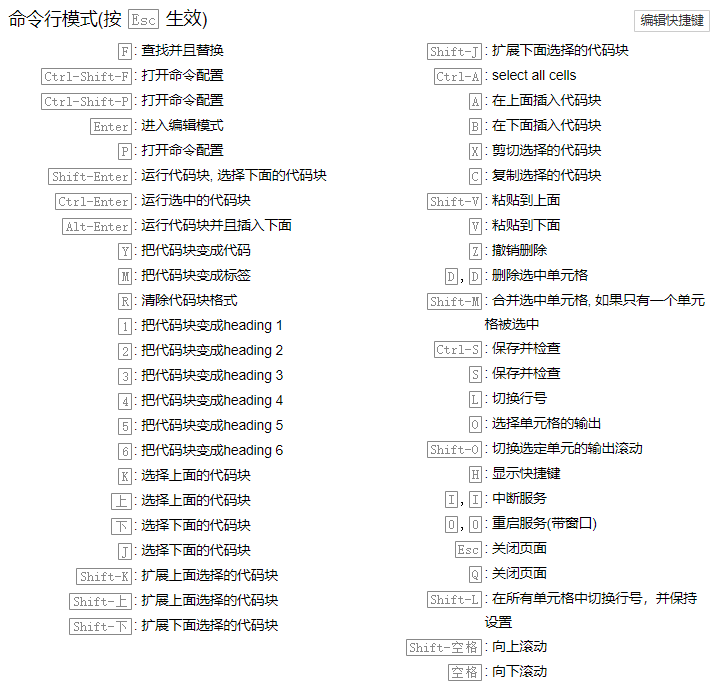 命令行模式(按 Esc 生效)
编辑快捷键
F : 查找并且替换
Ctrl-Shift-F : 打开命令配置
Ctrl-Shift-P : 打开命令配置
Enter : 进入编辑模式
P : 打开命令配置
Shift-Enter : 运行代码块, 选择下面的代码块
Ctrl-Enter : 运行选中的代码块
Alt-Enter : 运行代码块并且插入下面
Y : 把代码块变成代码
M : 把代码块变成标签
R : 清除代码块格式
1 : 把代码块变成heading 1
2 : 把代码块变成heading 2
3 : 把代码块变成heading 3
4 : 把代码块变成heading 4
5 : 把代码块变成heading 5
6 : 把代码块变成heading 6
K : 选择上面的代码块
上 : 选择上面的代码块
下 : 选择下面的代码块
J : 选择下面的代码块
Shift-K : 扩展上面选择的代码块
Shift-上 : 扩展上面选择的代码块
Shift-下 : 扩展下面选择的代码块
Shift-J : 扩展下面选择的代码块
Ctrl-A : select all cells
A : 在上面插入代码块
B : 在下面插入代码块
X : 剪切选择的代码块
C : 复制选择的代码块
Shift-V : 粘贴到上面
V : 粘贴到下面
Z : 撤销删除
D, D : 删除选中单元格
Shift-M : 合并选中单元格, 如果只有一个单元
格被选中
Ctrl-S : 保存并检查
S : 保存并检查
L : 切换行号
O : 选择单元格的输出
Shift-O : 切换选定单元的输出滚动
H : 显示快捷键
I, I : 中断服务
0, 0 : 重启服务(带窗口)
Esc : 关闭页面
Q : 关闭页面
Shift-L : 在所有单元格中切换行号，并保持
设置
Shift-空格 : 向上滚动
空格 : 向下滚动